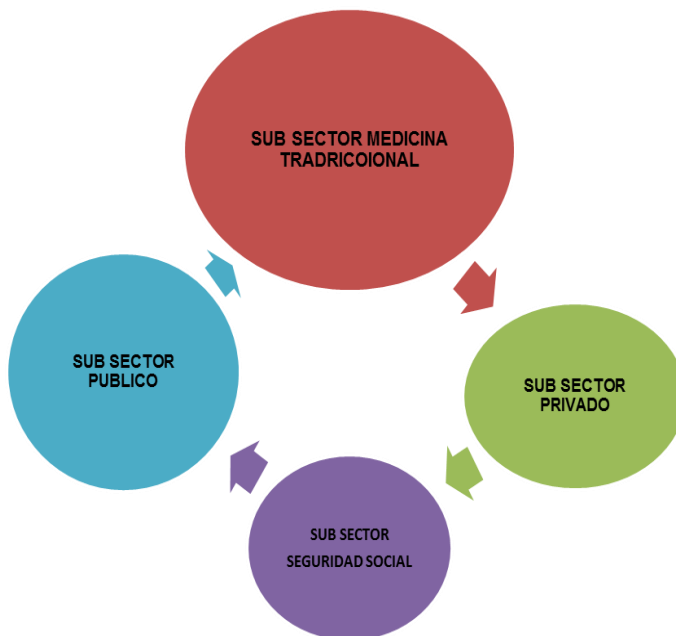 SUB SECTOR MEDICINA
TRADRICOIONAL
SUB SECTOR
PUBLICO
SUB SECTOR
PRIVADO
SUB SECTOR
SEGURIDAD SOCIAL